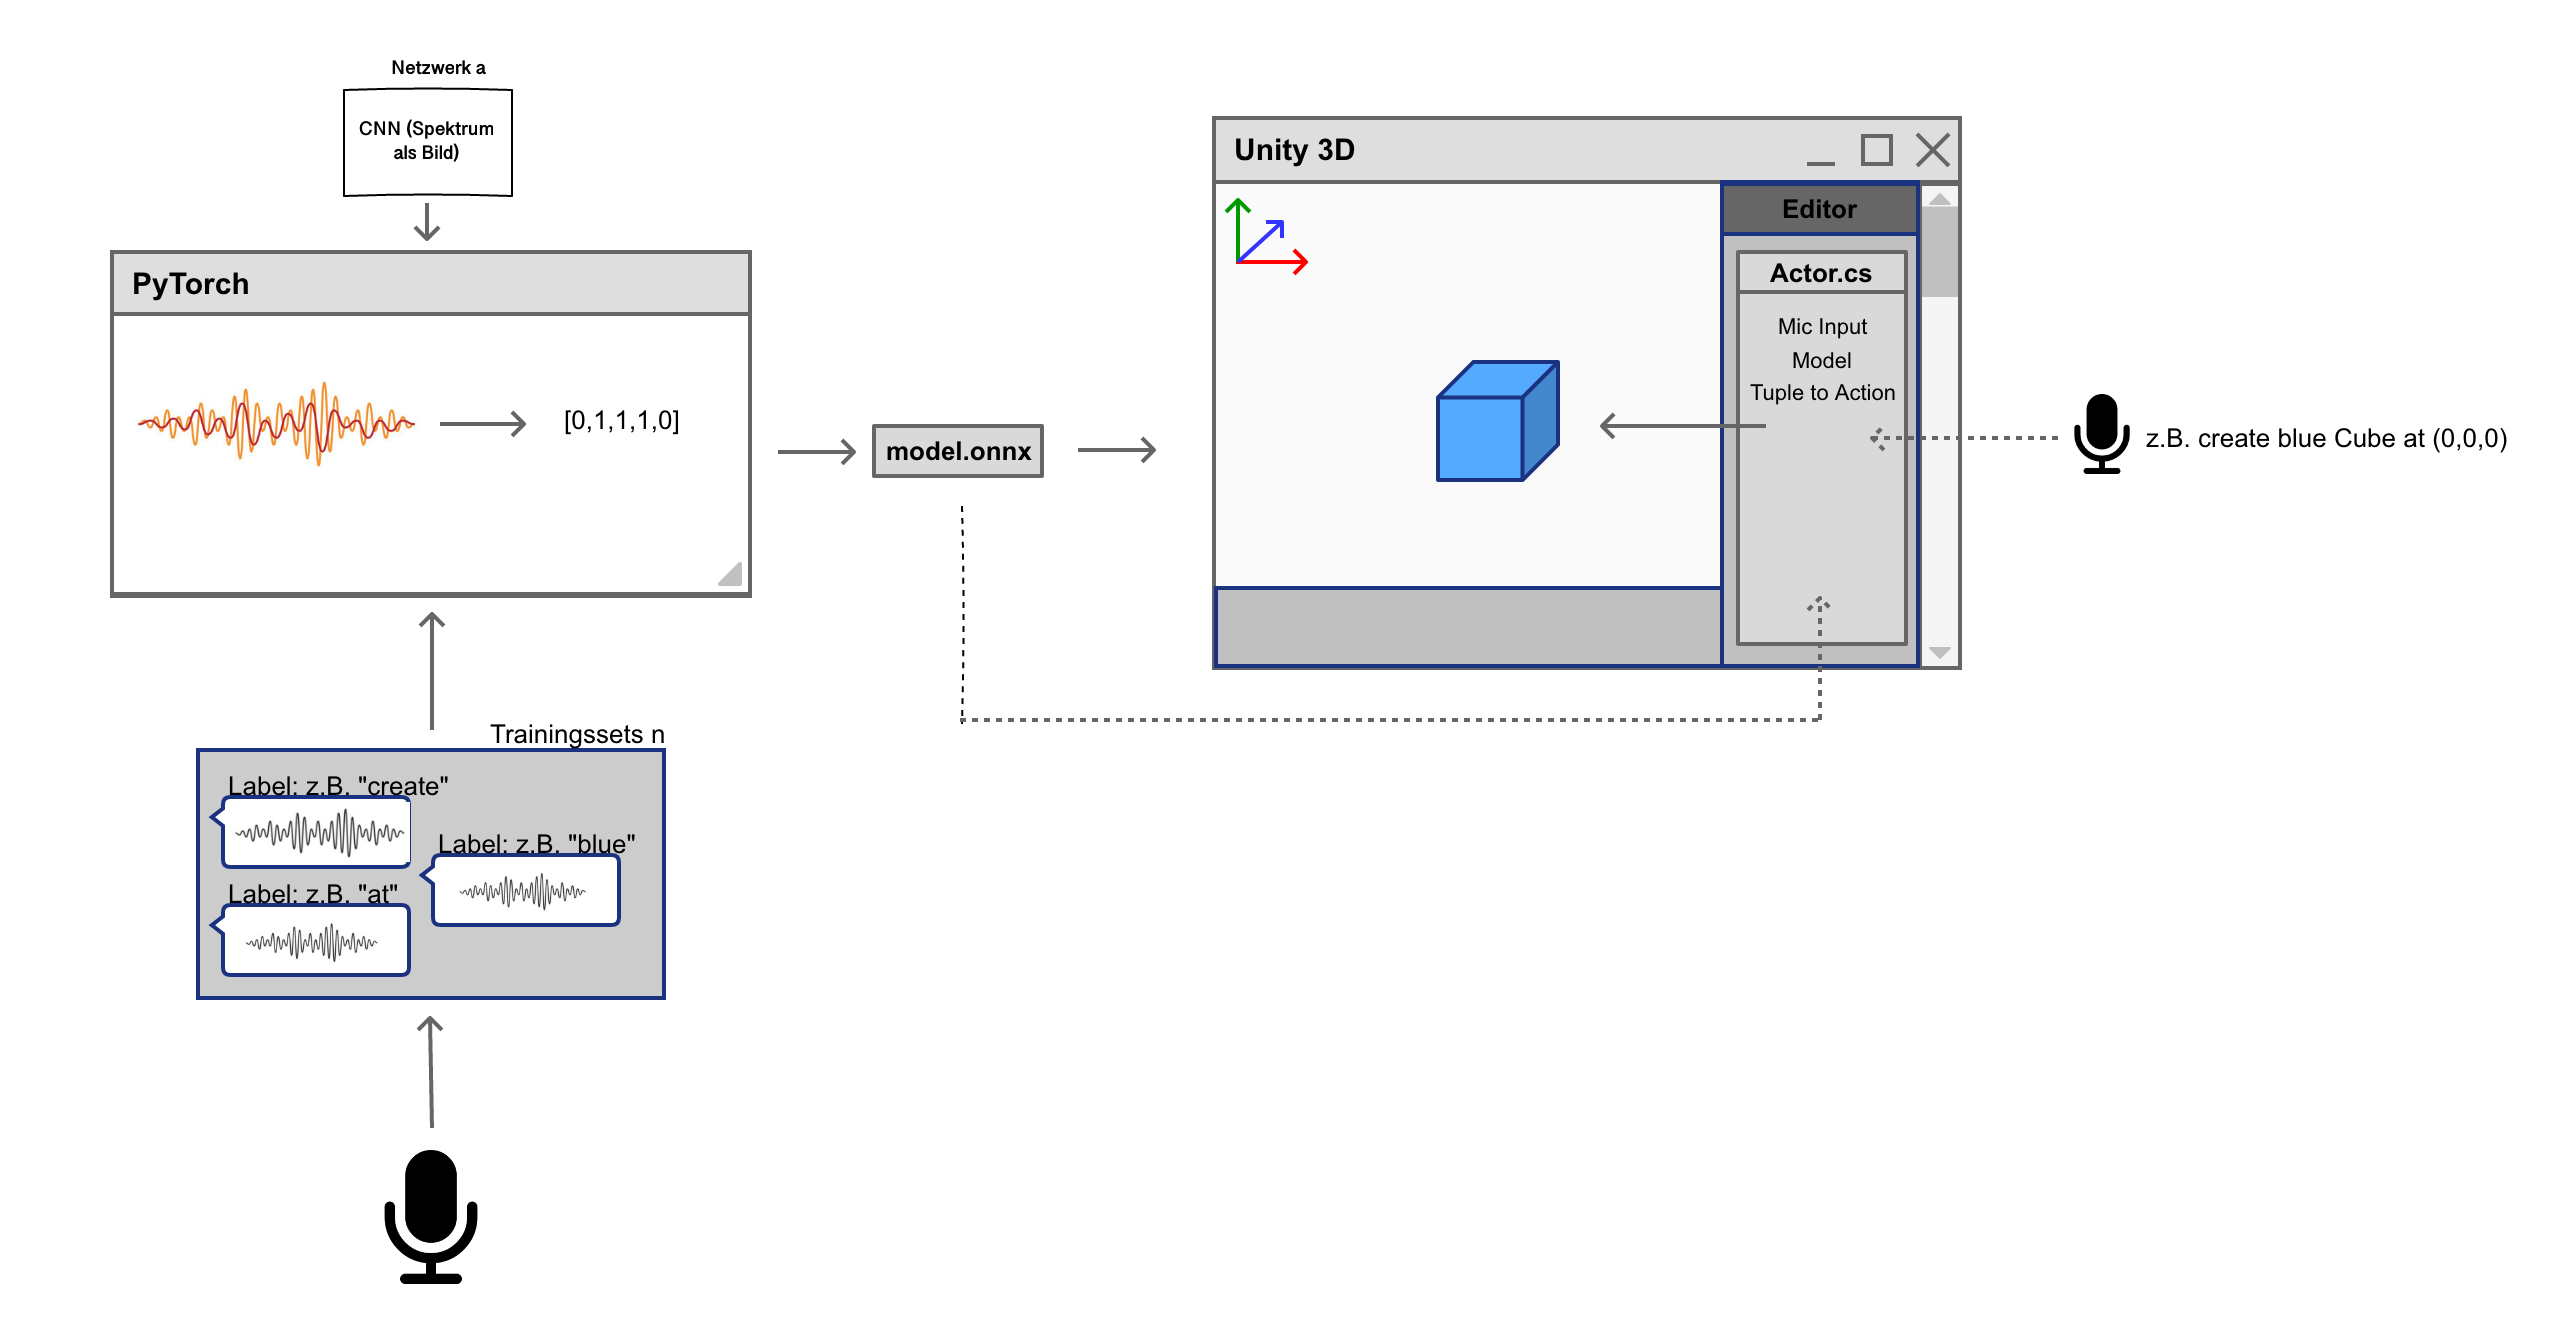 Netzwerk a
CNN (Spektrum
als Bild)
PyTorch
[0,1,1,1,0]
Trainingssets n
Label: z.B. "create"
Label: z.B. "blue"
Label: z.B. "at"
model.onnx
Unity 3D
Editor
Actor.cs
Mic Input
Model
Tuple to Action
z.B. create blue Cube at (0,0,0)